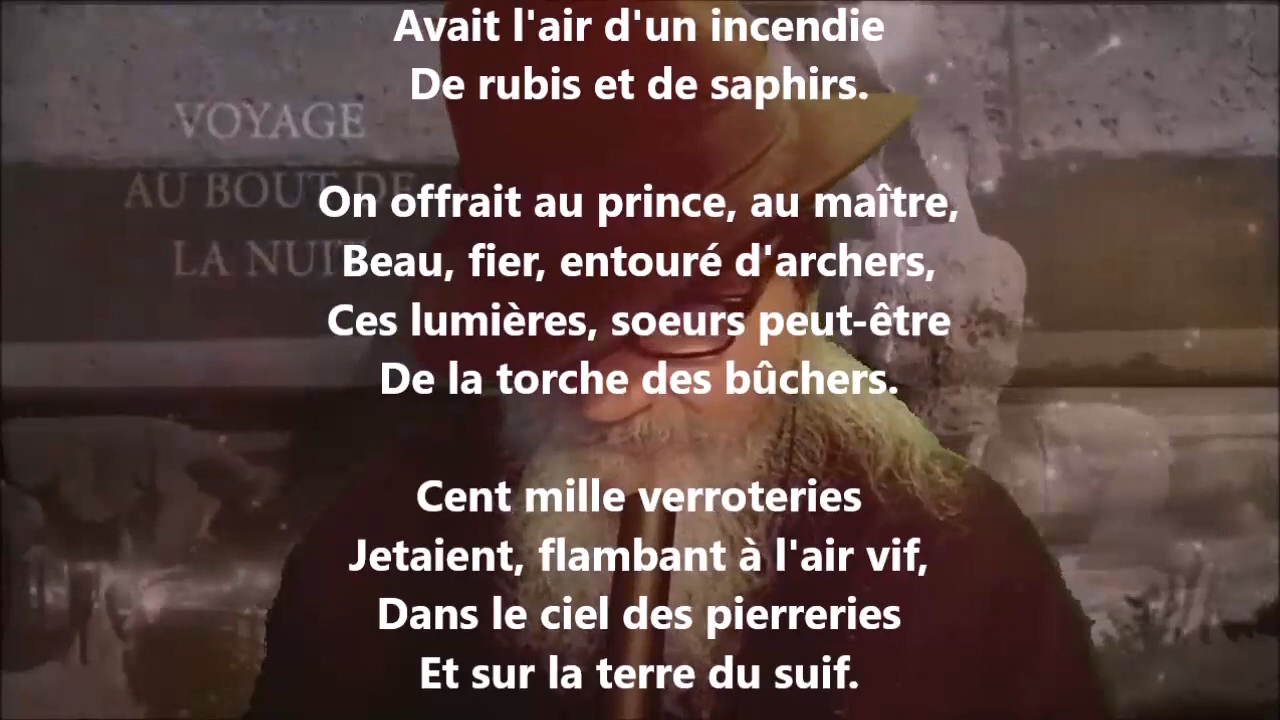 Avait l'air d'un incendie
De rubis et de saphirs.
VOYAGE
AU BOUT DE
LA NUIT
On offrait au prince, au maître,
Beau, fier, entouré d'archers,
Ces lumières, soeurs peut-être
De la torche des bûchers.
Cent mille verroteries
Jetaient, flambant à l'air vif,
Dans le ciel des pierreries
Et sur la terre du suif.